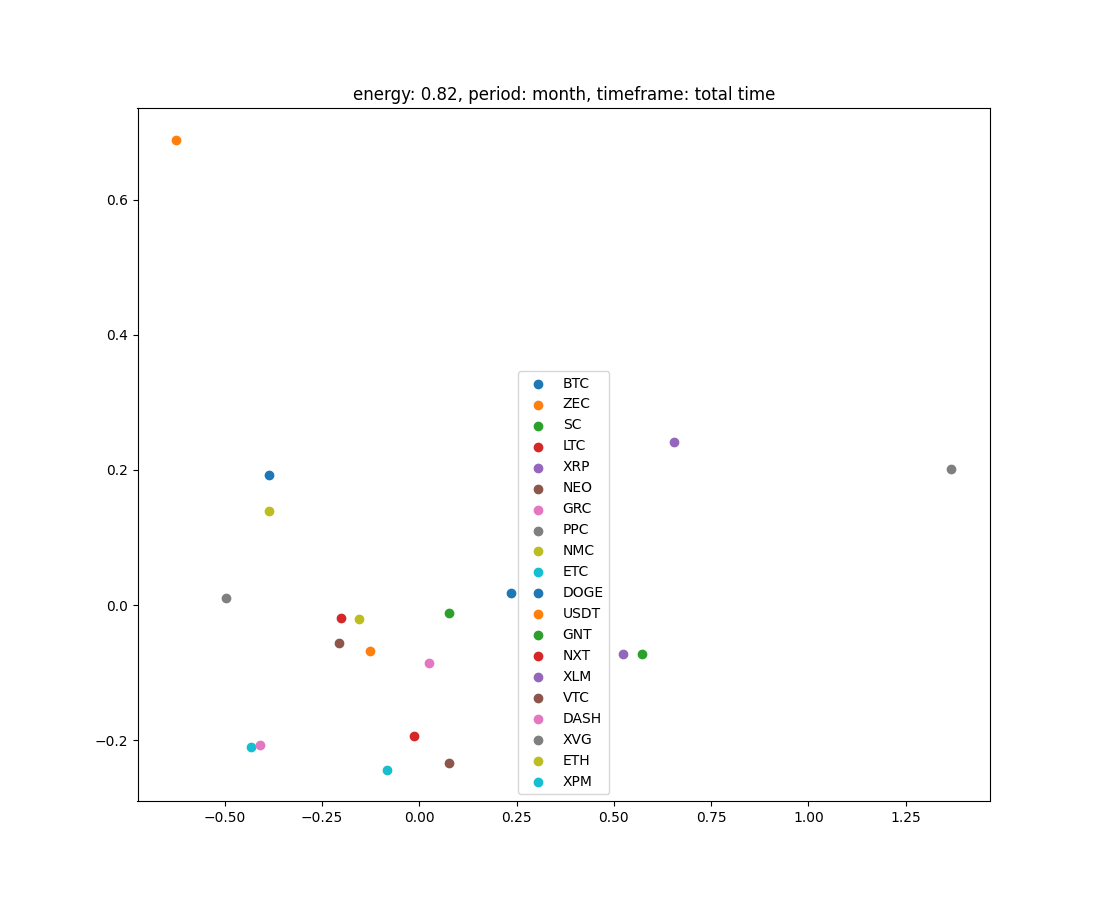 energy: 0.82, period: month, timeframe: total time
0.6
0.4
0.2
0.0
−0.2
BTC
ZEC
SC
LTC
XRP
NEO
GRC
PPC
NMC
ETC
DOGE
USDT
GNT
NXT
XLM
VTC
DASH
XVG
ETH
XPM
−0.50
−0.25
0.00
0.25
0.50
0.75
1.00
1.25